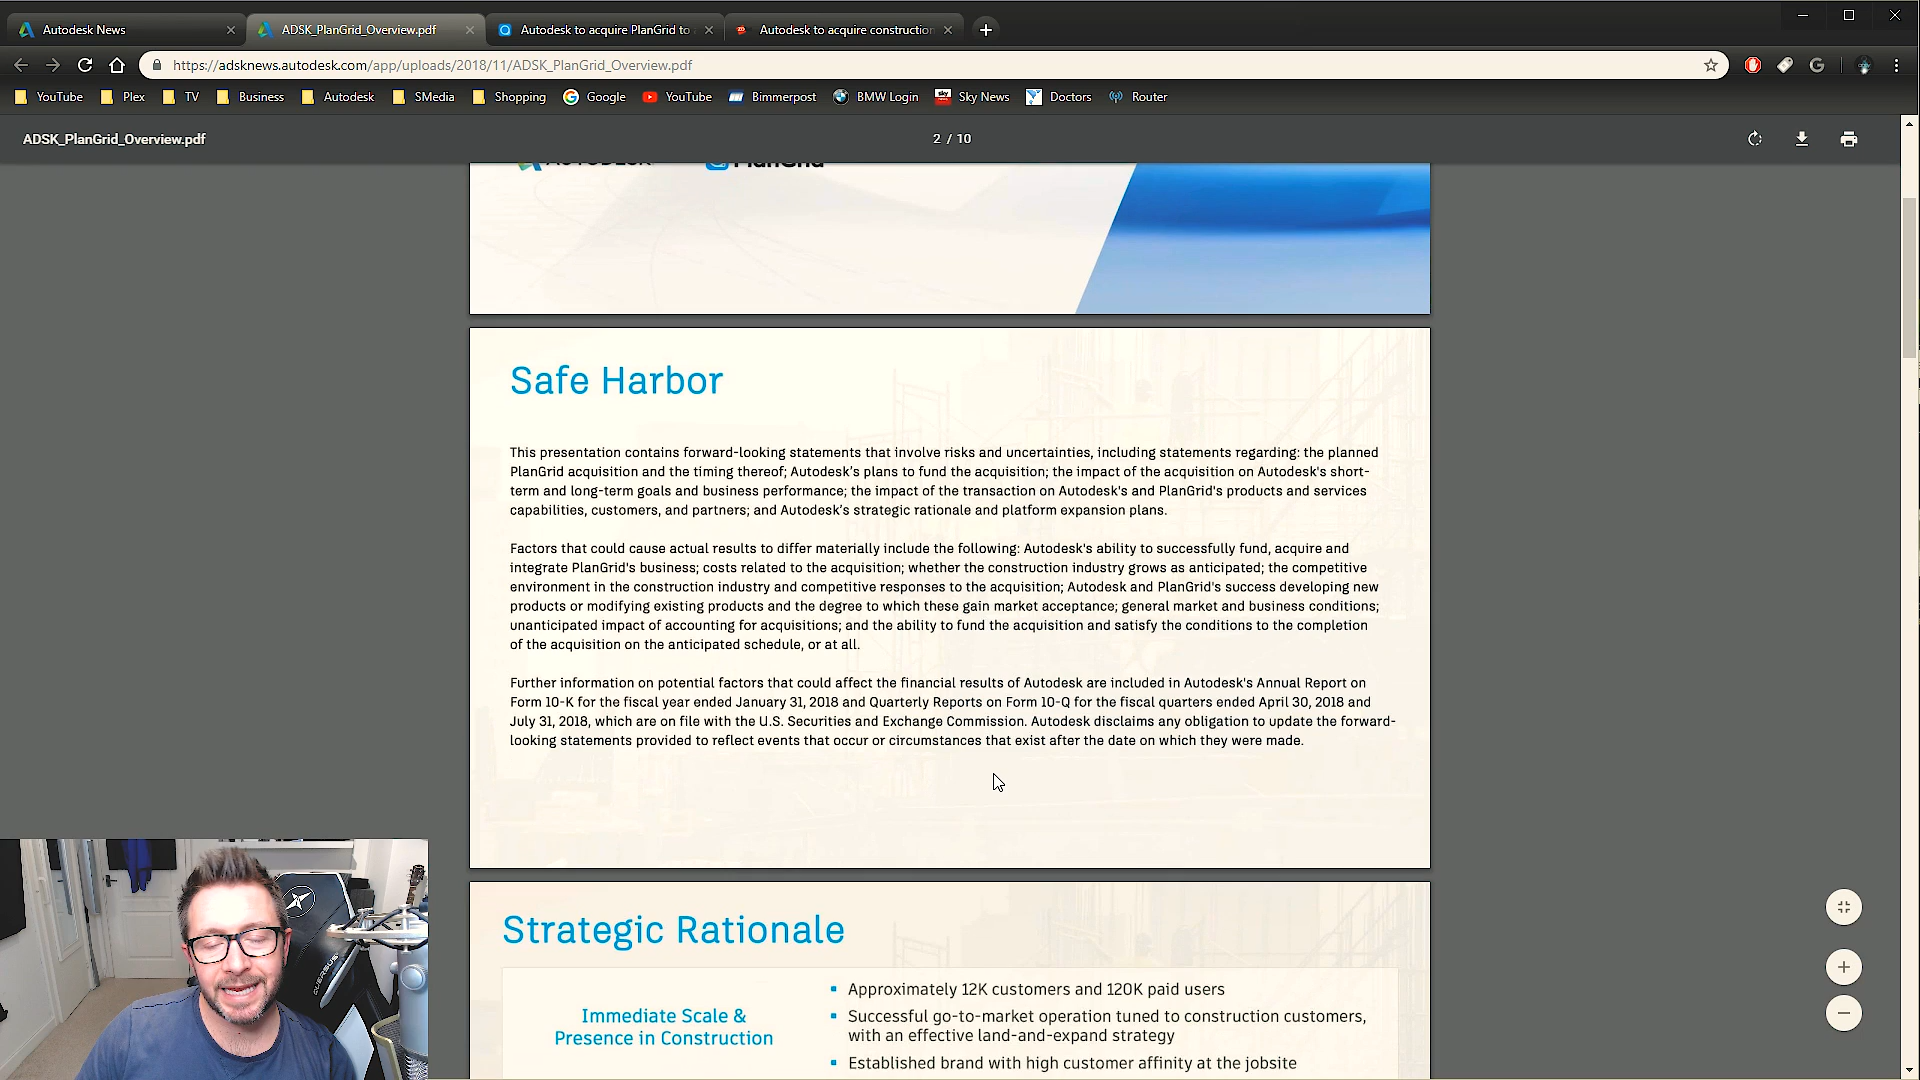 Autodesk News
ADSK_PlanGrid_Overview.pdf
Autodesk to acquire PlanGrid to
Autodesk to acquire construction
https://adsknews.autodesk.com/app/uploads/2018/11/ADSK_PlanGrid_Overview.pdf
YouTube Plex TV Business Autodesk SMedia Shopping Google YouTube Bimmerpost BMW Login Sky News Doctors Router
ADSK_PlanGrid_Overview.pdf
2 / 10
AUTODESK PlanGrid
Safe Harbor
This presentation contains forward-looking statements that involve risks and uncertainties, including statements regarding: the planned
PlanGrid acquisition and the timing thereof; Autodesk's plans to fund the acquisition; the impact of the acquisition on Autodesk's short-
term and long-term goals and business performance; the impact of the transaction on Autodesk's and PlanGrid's products and services
capabilities, customers, and partners; and Autodesk's strategic rationale and platform expansion plans.
Factors that could cause actual results to differ materially include the following: Autodesk's ability to successfully fund, acquire and
integrate PlanGrid's business; costs related to the acquisition; whether the construction industry grows as anticipated; the competitive
environment in the construction industry and competitive responses to the acquisition; Autodesk and PlanGrid's success developing new
products or modifying existing products and the degree to which these gain market acceptance; general market and business conditions;
unanticipated impact of accounting for acquisitions; and the ability to fund the acquisition and satisfy the conditions to the completion
of the acquisition on the anticipated schedule, or at all.
Further information on potential factors that could affect the financial results of Autodesk are included in Autodesk's Annual Report on
Form 10-K for the fiscal year ended January 31, 2018 and Quarterly Reports on Form 10-Q for the fiscal quarters ended April 30, 2018 and
July 31, 2018, which are on file with the U.S. Securities and Exchange Commission. Autodesk disclaims any obligation to update the forward-
looking statements provided to reflect events that occur or circumstances that exist after the date on which they were made.
Strategic Rationale
Immediate Scale &
Presence in Construction
Approximately 12K customers and 120K paid users
Successful go-to-market operation tuned to construction customers,
with an effective land-and-expand strategy
Established brand with high customer affinity at the jobsite